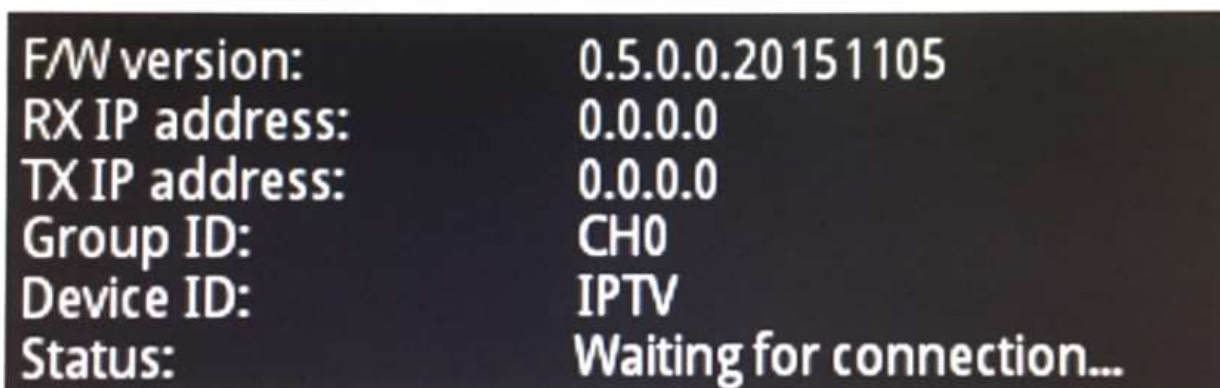 F/W version: 0.5.0.0.20151105
RX IP address: 0.0.0.0
TX IP address: 0.0.0.0
Group ID: CH0
Device ID: IPTV
Status: Waiting for connection...